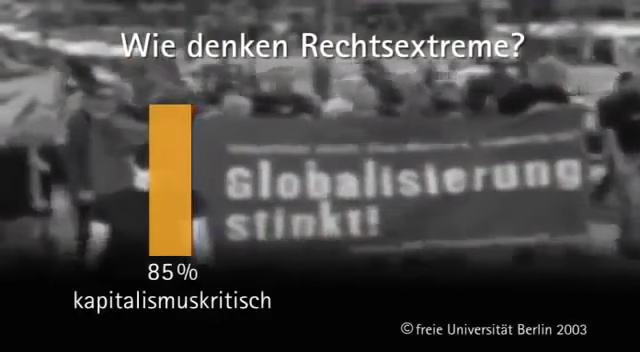 Wie denken Rechtsextreme?
Globalisierung
stinkt!
85%
kapitalismuskritisch
© freie Universität Berlin 2003